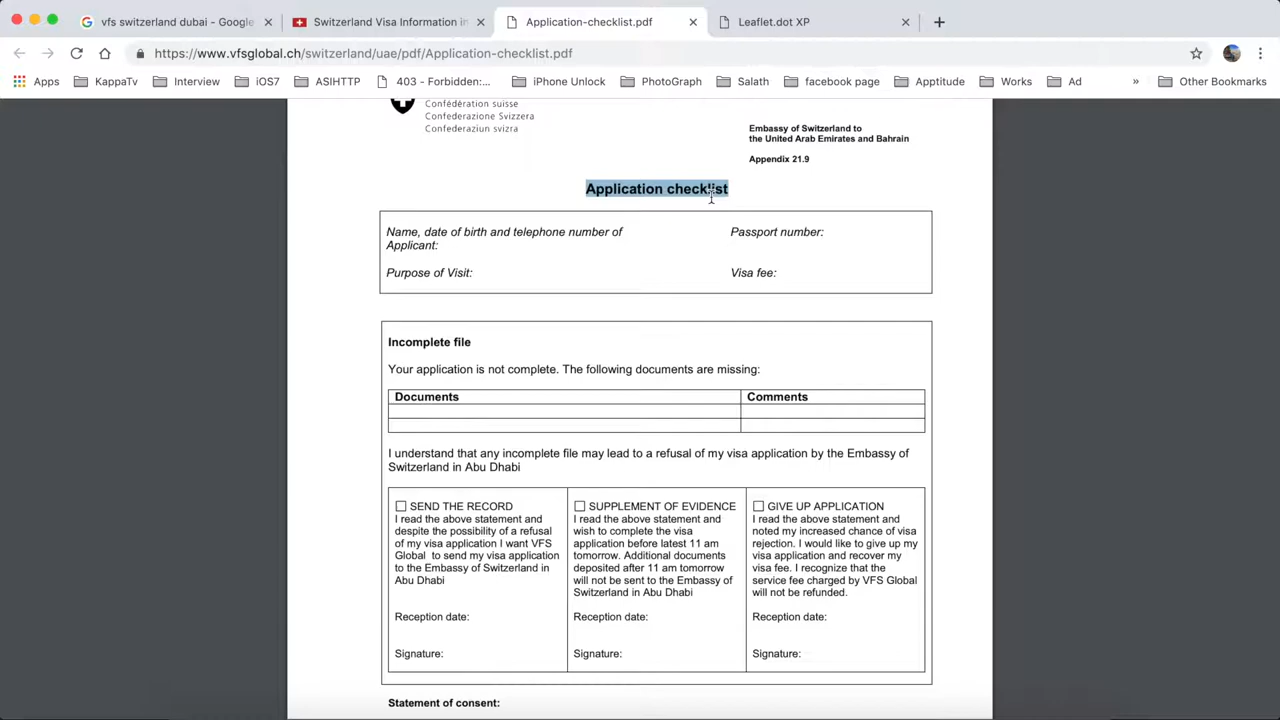 vfs switzerland dubai - Google
Switzerland Visa Information in
Application-checklist.pdf
Leaflet.dot XP
https://www.vfsglobal.ch/switzerland/uae/pdf/Application-checklist.pdf
Apps KappaTv Interview iOS7 ASIHTTP 403 - Forbidden:... iPhone Unlock PhotoGraph Salath facebook page Apptitude Works Ad » Other Bookmarks
Confédération suisse
Confederazione Svizzera
Confederaziun svizra
Embassy of Switzerland to
the United Arab Emirates and Bahrain
Appendix 21.9
Application checklist
Name, date of birth and telephone number of
Applicant:
Passport number:
Purpose of Visit:
Visa fee:
Incomplete file
Your application is not complete. The following documents are missing:
Documents Comments
I understand that any incomplete file may lead to a refusal of my visa application by the Embassy of
Switzerland in Abu Dhabi
SEND THE RECORD
I read the above statement and
despite the possibility of a refusal
of my visa application I want VFS
Global to send my visa application
to the Embassy of Switzerland in
Abu Dhabi
Reception date:
Signature:
SUPPLEMENT OF EVIDENCE
I read the above statement and
wish to complete the visa
application before latest 11 am
tomorrow. Additional documents
deposited after 11 am tomorrow
will not be sent to the Embassy of
Switzerland in Abu Dhabi
Reception date:
Signature:
GIVE UP APPLICATION
I read the above statement and
noted my increased chance of visa
rejection. I would like to give up my
visa application and recover my
visa fee. I recognize that the
service fee charged by VFS Global
will not be refunded.
Reception date:
Signature:
Statement of consent: